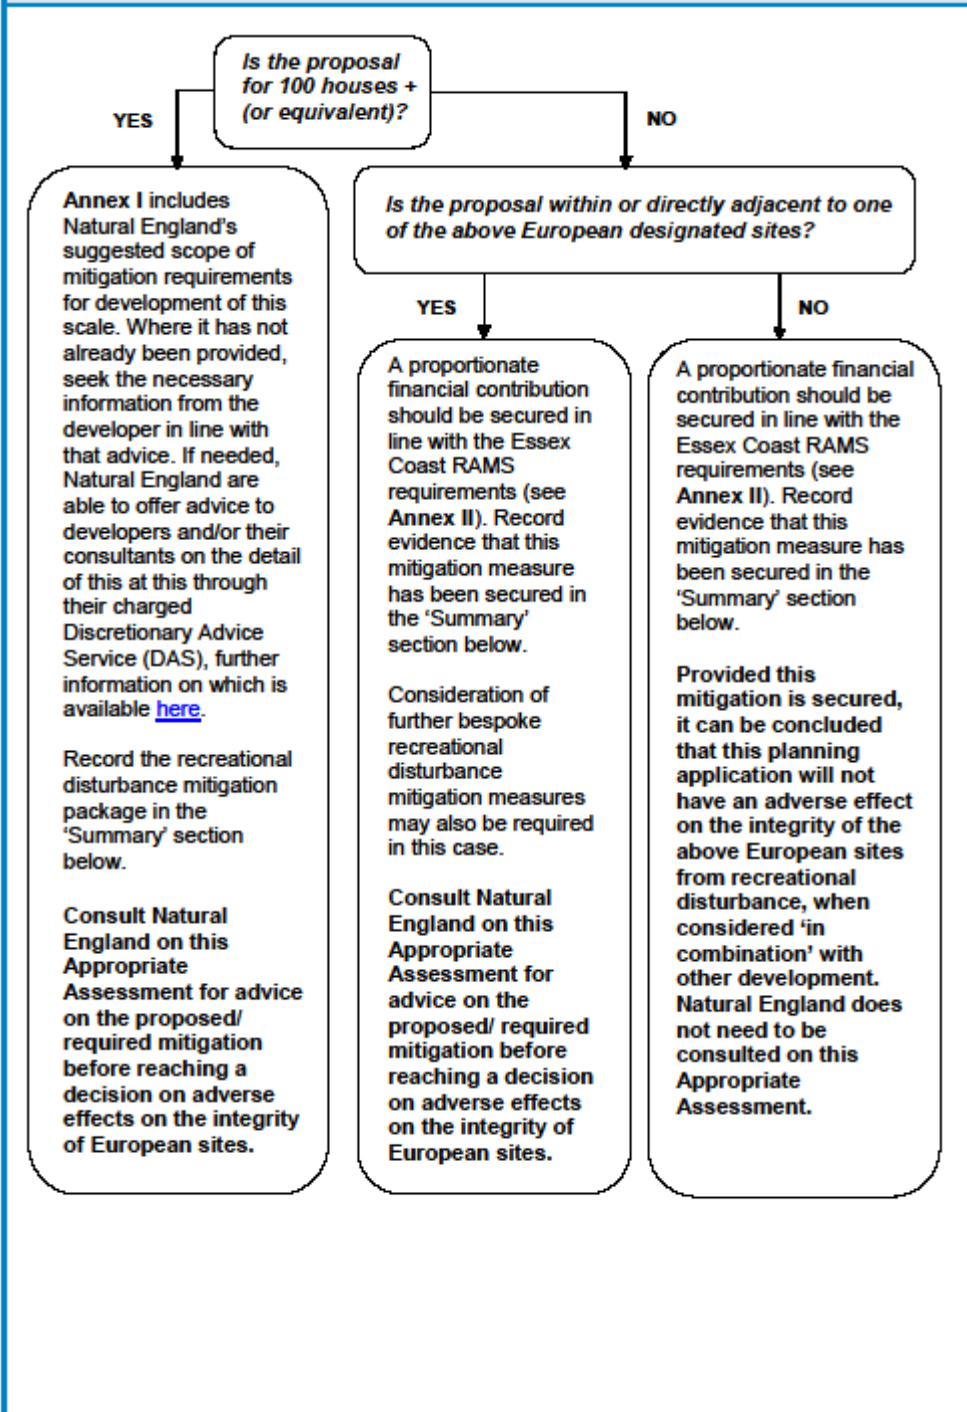 Is the proposal
for 100 houses +
(or equivalent)?
YES
NO
Annex I includes
Natural England's
suggested scope of
mitigation requirements
for development of this
scale. Where it has not
already been provided,
seek the necessary
information from the
developer in line with
that advice. If needed,
Natural England are
able to offer advice to
developers and/or their
consultants on the detail
of this at this through
their charged
Discretionary Advice
Service (DAS), further
information on which is
available here.
Record the recreational
disturbance mitigation
package in the
‘Summary’ section
below.
Consult Natural
England on this
Appropriate
Assessment for advice
on the proposed/
required mitigation
before reaching a
decision on adverse
effects on the integrity
of European sites.
Is the proposal within or directly adjacent to one
of the above European designated sites?
YES
NO
A proportionate
financial contribution
should be secured in
line with the Essex
Coast RAMS
requirements (see
Annex II). Record
evidence that this
mitigation measure
has been secured in
the ‘Summary’
section below.
Consideration of
further bespoke
recreational
disturbance
mitigation measures
may also be required
in this case.
Consult Natural
England on this
Appropriate
Assessment for
advice on the
proposed/ required
mitigation before
reaching a decision
on adverse effects
on the integrity of
European sites.
A proportionate financial
contribution should be
secured in line with the
Essex Coast RAMS
requirements (see
Annex II). Record
evidence that this
mitigation measure has
been secured in the
‘Summary’ section
below.
Provided this
mitigation is secured,
it can be concluded
that this planning
application will not
have an adverse effect
on the integrity of the
above European sites
from recreational
disturbance, when
considered ‘in
combination’ with
other development.
Natural England does
not need to be
consulted on this
Appropriate
Assessment.